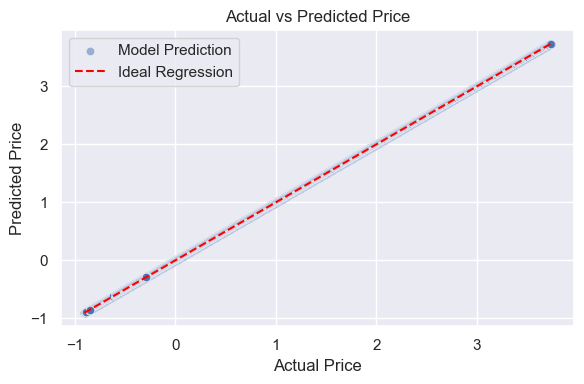 Actual vs Predicted Price
Model Prediction
Ideal Regression
Predicted Price
3
2
1
0
−1
−1
0
1
2
3
Actual Price